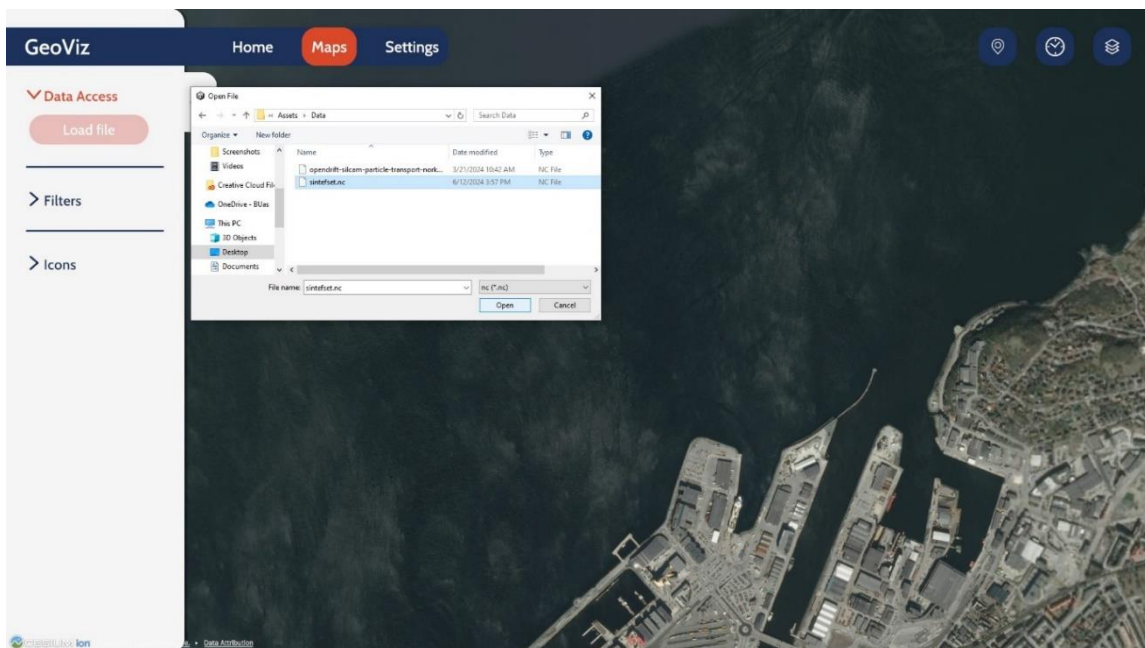 GeoViz
Home
Maps
Settings
Data Access
Load file
Filters
Icons
Open File
« Assets › Data
Search Data
Organize
New folder
Screenshots
Videos
Creative Cloud Fil
OneDrive - BUas
This PC
3D Objects
Desktop
Documents
Name
Date modified
Type
opendrift-silcam-particle-transport-nork...
3/21/2024 10:42 AM
NC File
sintefset.nc
6/12/2024 3:57 PM
NC File
File name:
sintefset.nc
nc (*.nc)
Open
Cancel
ion
Data Attribution